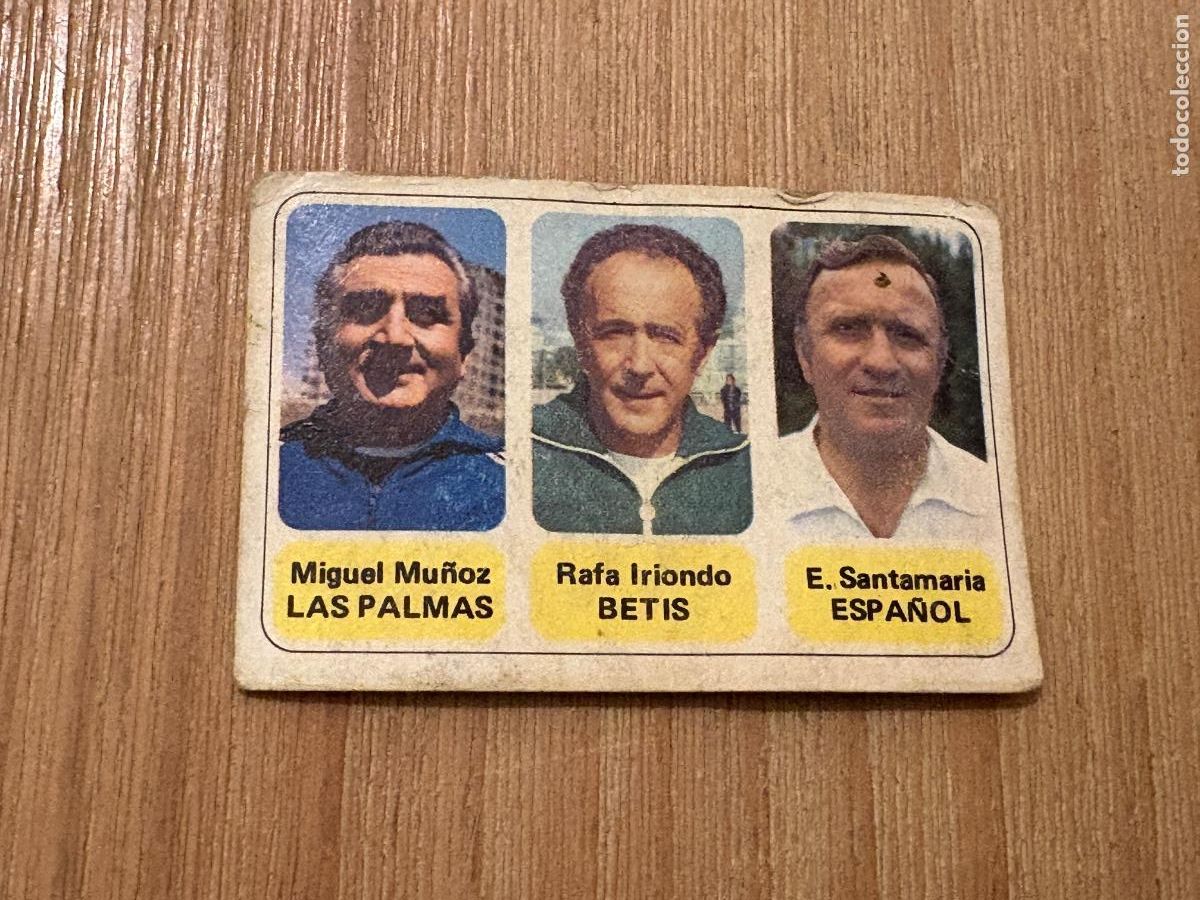 Miguel Muñoz
LAS PALMAS
Rafa Iriondo
BETIS
E. Santamaria
ESPAÑOL
todocoleccion